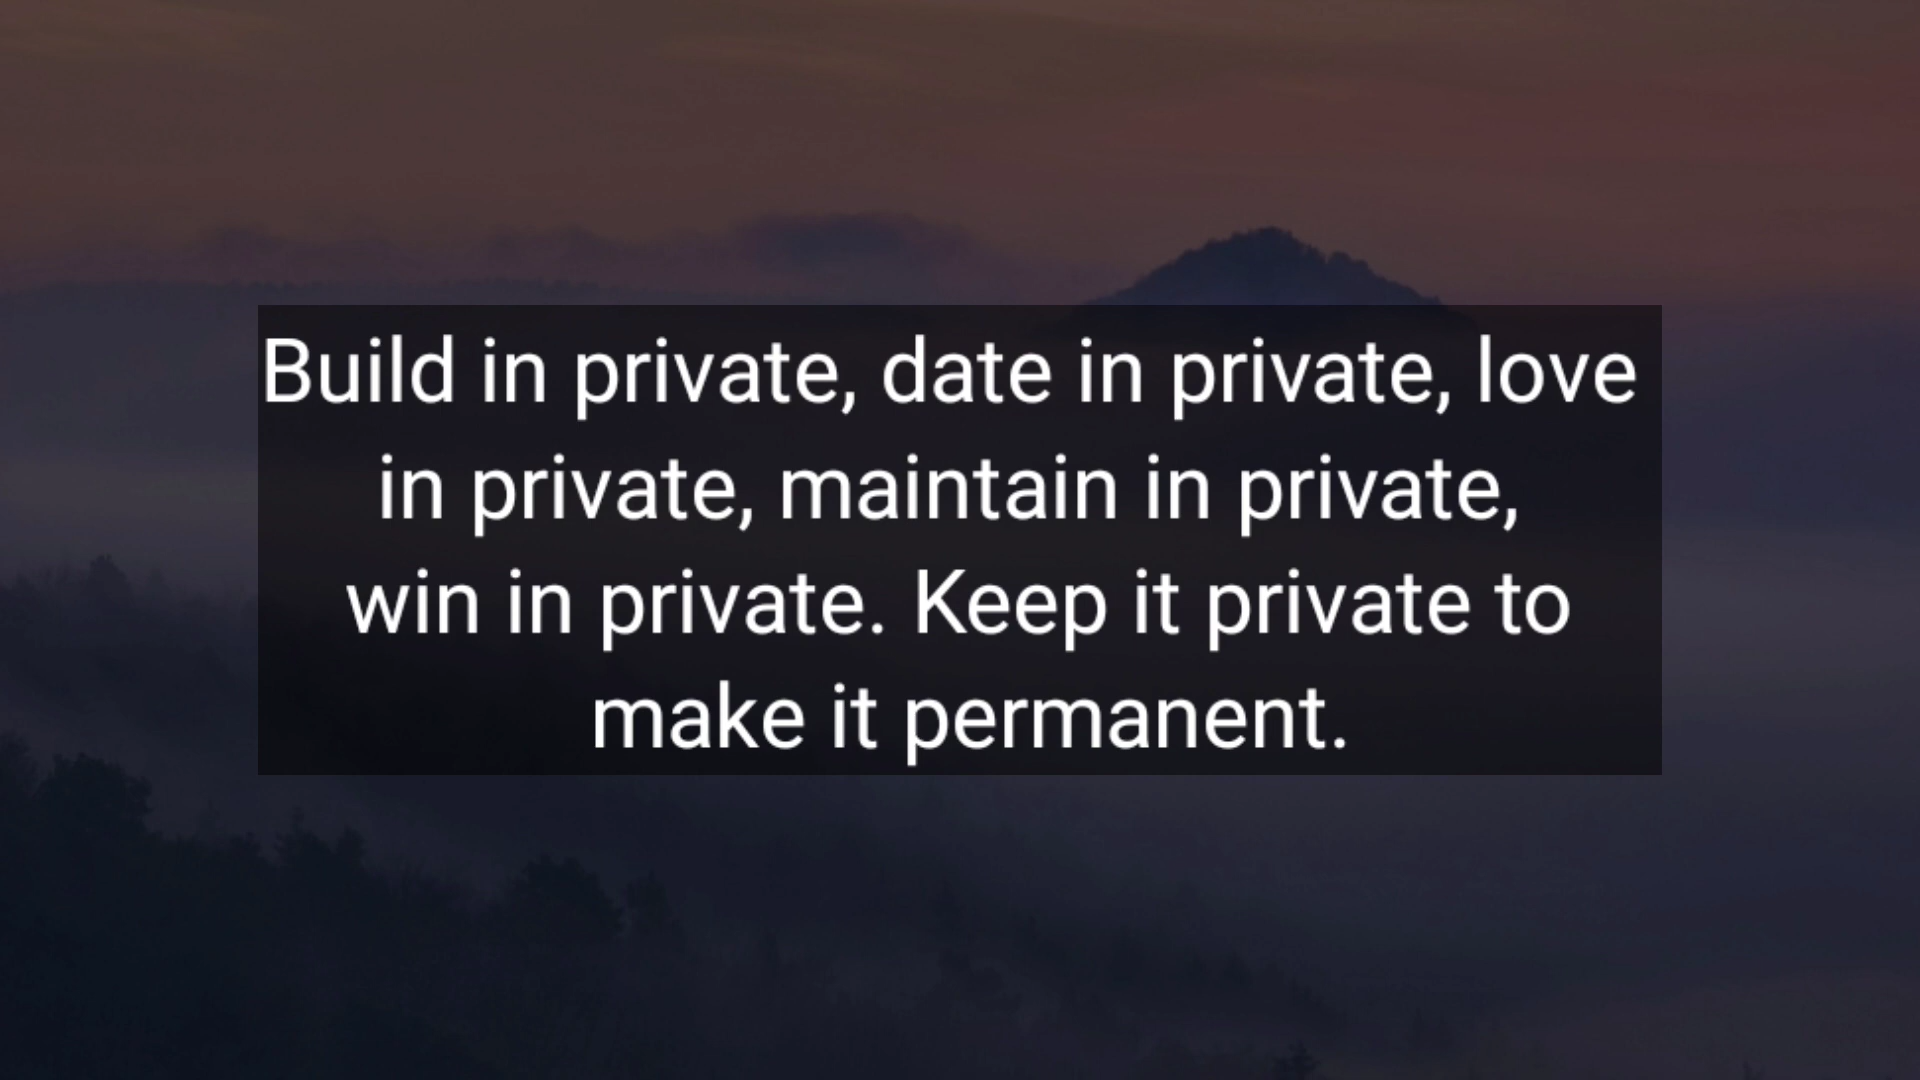 Build in private, date in private, love
in private, maintain in private,
win in private. Keep it private to
make it permanent.